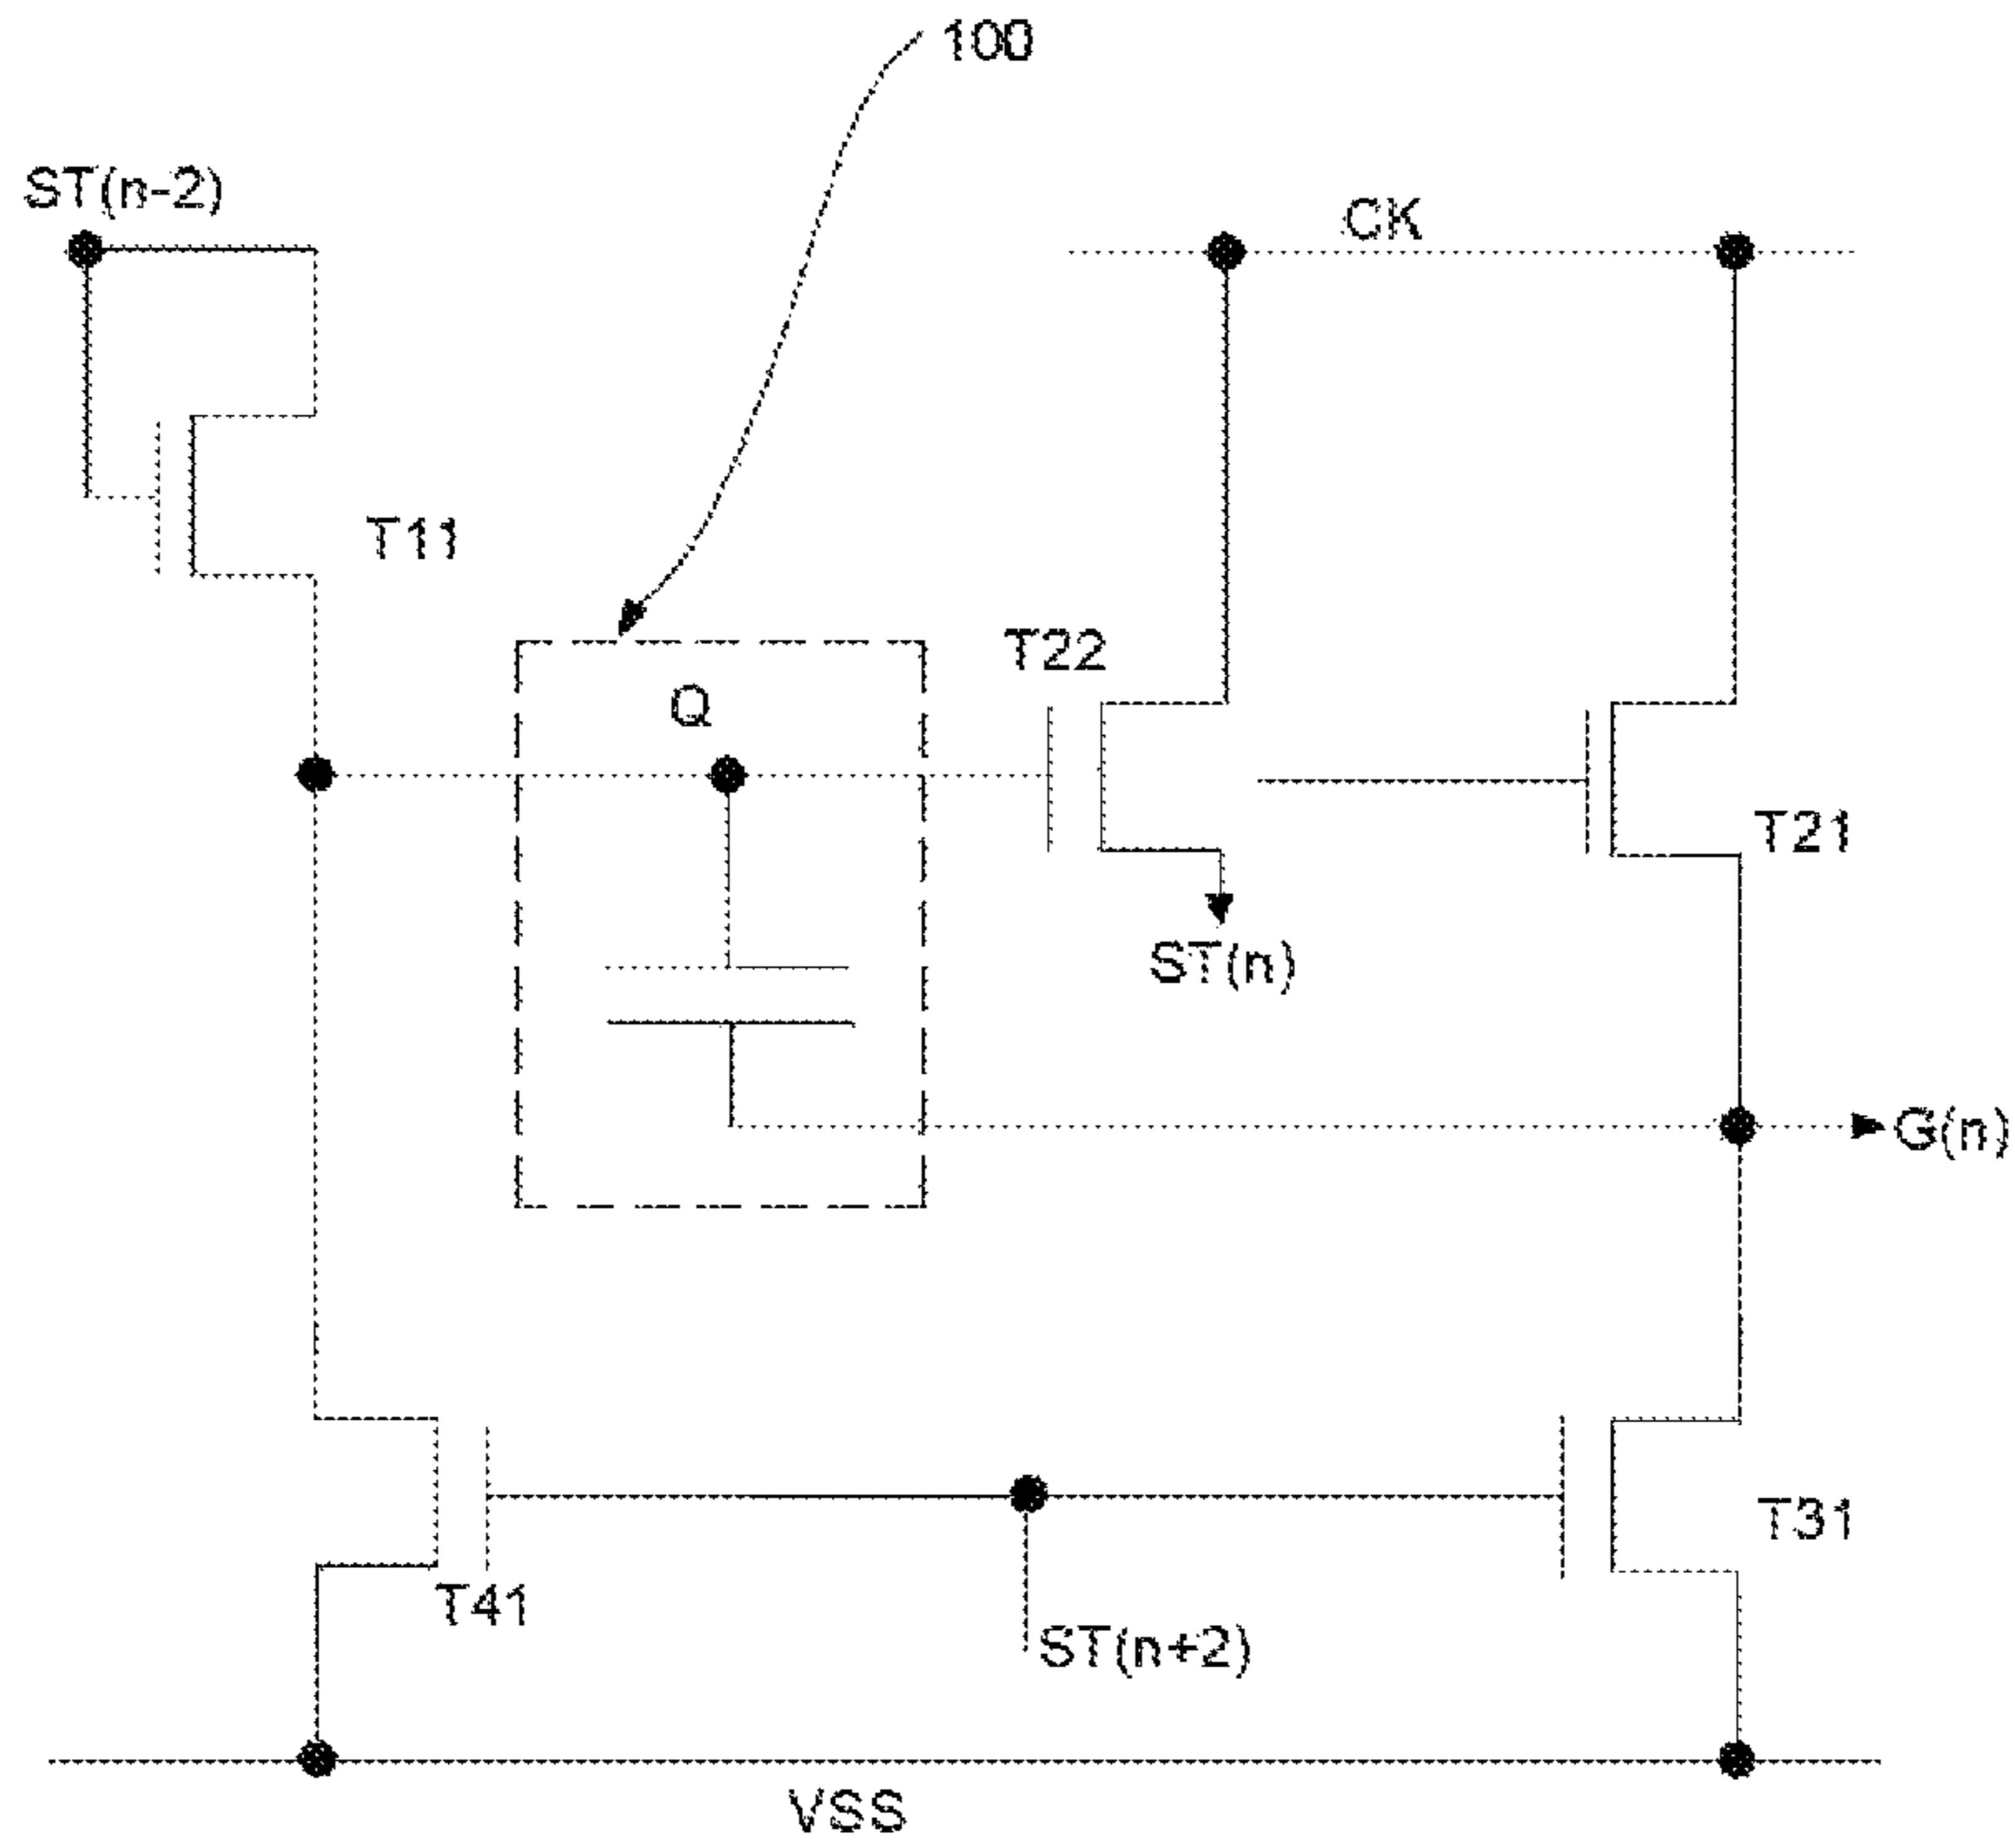 100
ST(n-2)
CK
T11
T22
Q
T21
ST(n)
G(n)
T31
T41
ST(n+2)
VSS